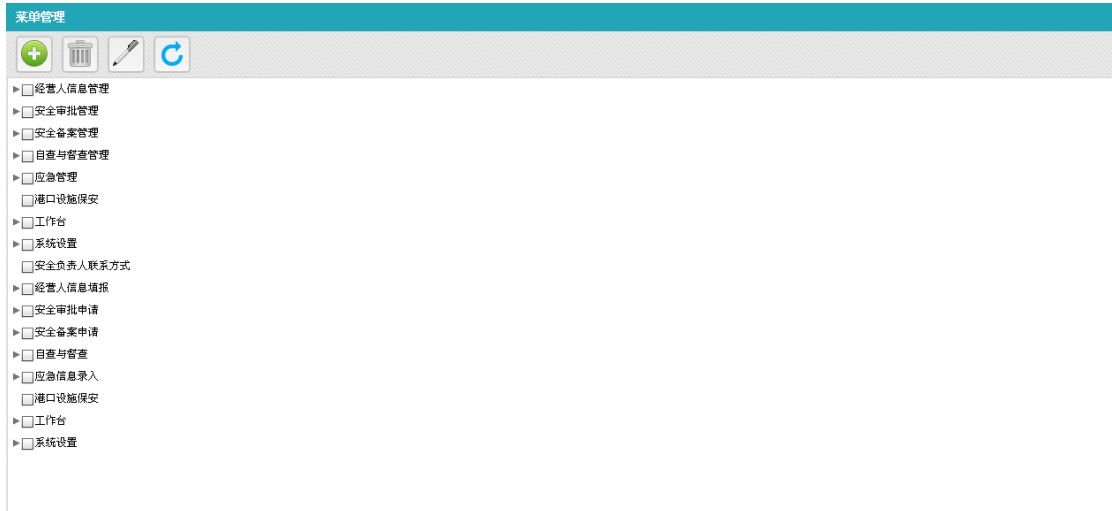 菜单管理
经营人信息管理
安全审批管理
安全备案管理
自查与督查管理
应急管理
港口设施保安
工作台
系统设置
安全负责人联系方式
经营人信息填报
安全审批申请
安全备案申请
自查与督查
应急信息录入
港口设施保安
工作台
系统设置